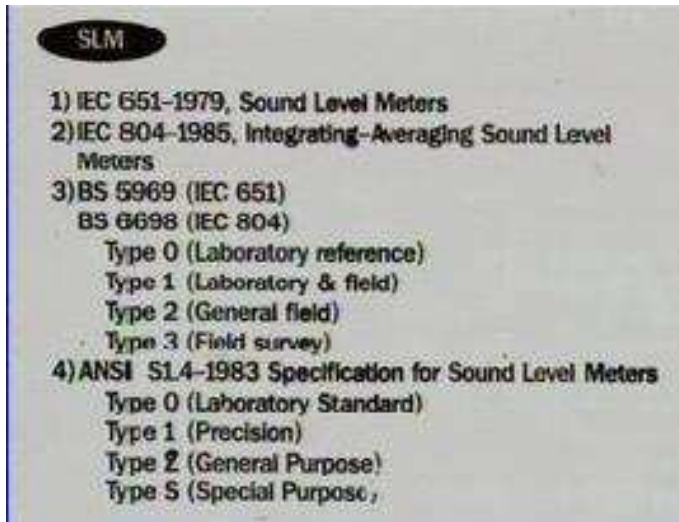 SLM
1) IEC 651-1979, Sound Level Meters
2) IEC 804-1985, Integrating-Averaging Sound Level
Meters
3) BS 5969 (IEC 651)
BS 6698 (IEC 804)
Type 0 (Laboratory reference)
Type 1 (Laboratory & field)
Type 2 (General field)
Type 3 (Field survey)
4) ANSI S1.4-1983 Specification for Sound Level Meters
Type 0 (Laboratory Standard)
Type 1 (Precision)
Type 2 (General Purpose)
Type S (Special Purpose)